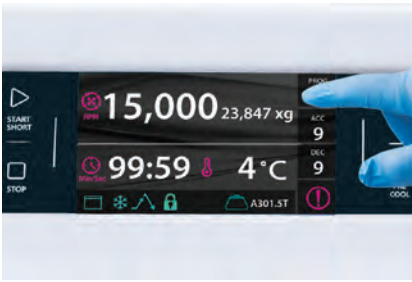 START
SHORT
STOP
RPM
15,000
23,847 xg
PROG
ACC
9
Min/Sec
99:59
4°C
DEC
9
A301.5T
COOL